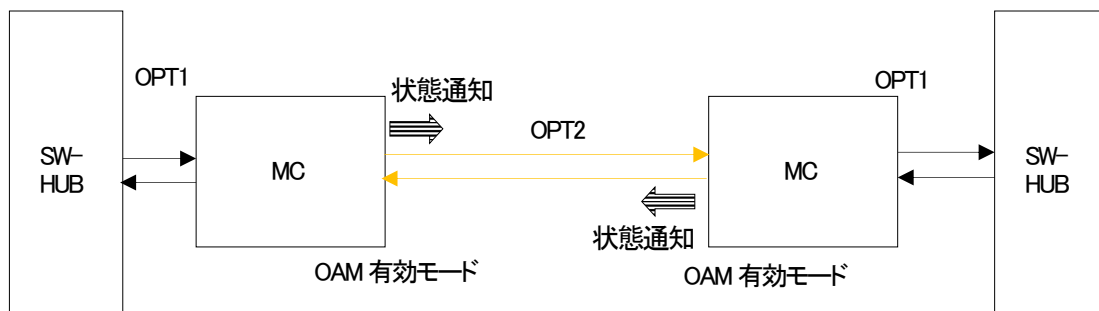 OPT1
状態通知
OPT2
OPT1
SW-
HUB
MC
MC
SW-
HUB
状態通知
OAM 有効モード
OAM 有効モード